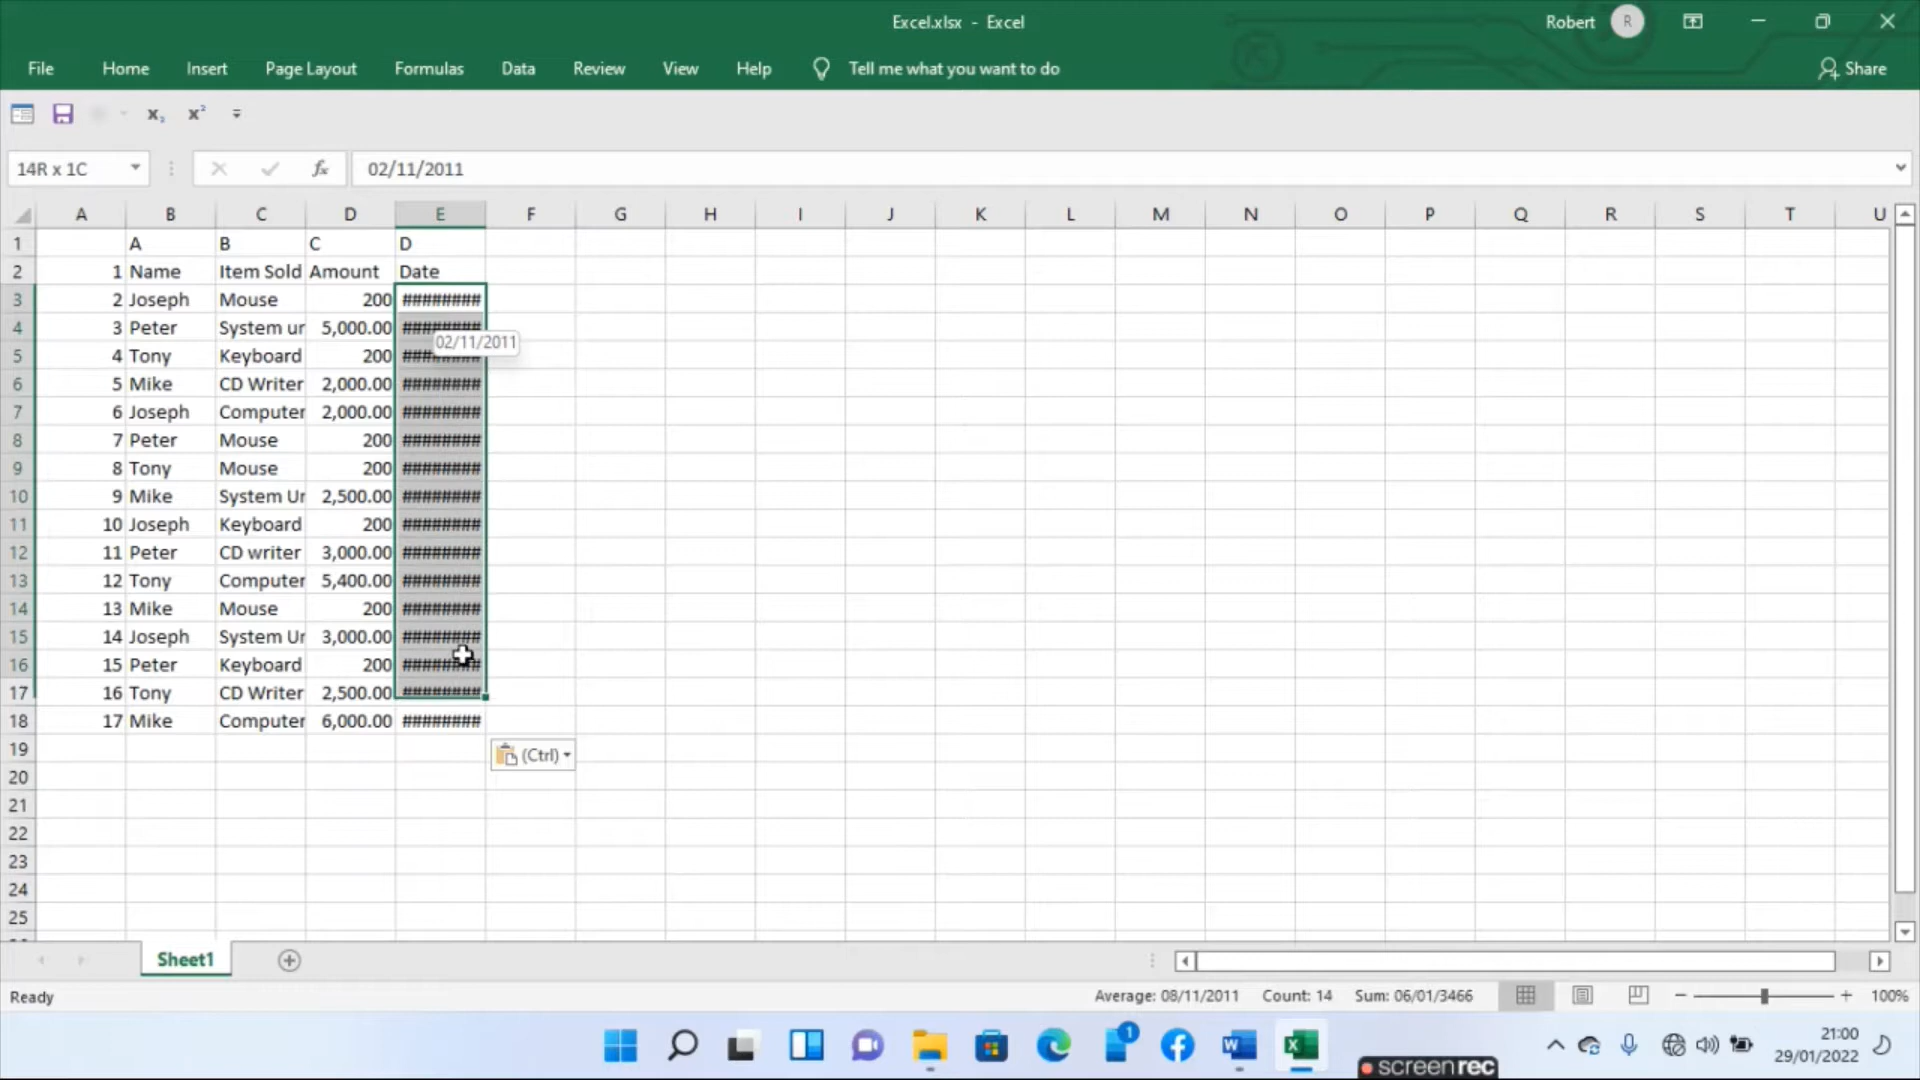 Excel.xlsx - Excel
Robert R
File Home Insert Page Layout Formulas Data Review View Help Tell me what you want to do Share
x₂ x²
14R x 1C fx 02/11/2011
A B C D E F G H I J K L M N O P Q R S T U
1 A B C D
2 1 Name Item Sold Amount Date
3 2 Joseph Mouse 200 ########
4 3 Peter System ur 5,000.00 ########
02/11/2011
5 4 Tony Keyboard 200 ########
6 5 Mike CD Writer 2,000.00 ########
7 6 Joseph Computer 2,000.00 ########
8 7 Peter Mouse 200 ########
9 8 Tony Mouse 200 ########
10 9 Mike System Ur 2,500.00 ########
11 10 Joseph Keyboard 200 ########
12 11 Peter CD writer 3,000.00 ########
13 12 Tony Computer 5,400.00 ########
14 13 Mike Mouse 200 ########
15 14 Joseph System Ur 3,000.00 ########
16 15 Peter Keyboard 200 ########
17 16 Tony CD Writer 2,500.00 ########
18 17 Mike Computer 6,000.00 ########
19 (Ctrl)
20
21
22
23
24
25
Sheet1
Ready Average: 08/11/2011 Count: 14 Sum: 06/01/3466 100%
1 W X 21:00
29/01/2022
screenrec